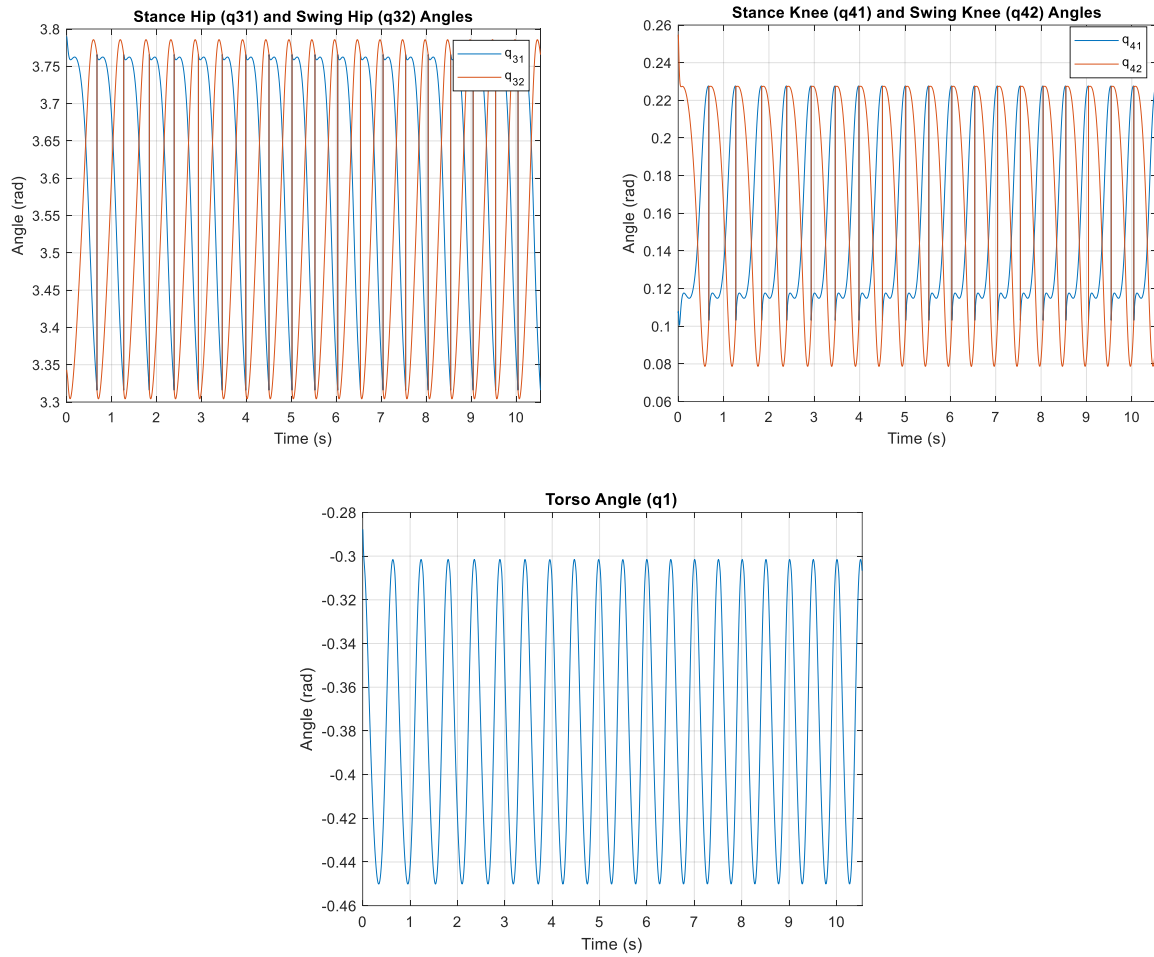 Stance Hip (q31) and Swing Hip (q32) Angles
3.8
3.75
3.7
3.65
3.6
3.55
3.5
3.45
3.4
3.35
3.3
Angle (rad)
q31
q32
0 1 2 3 4 5 6 7 8 9 10
Time (s)
Stance Knee (q41) and Swing Knee (q42) Angles
0.26
0.24
0.22
0.2
0.18
0.16
0.14
0.12
0.1
0.08
0.06
Angle (rad)
q41
q42
0 1 2 3 4 5 6 7 8 9 10
Time (s)
Torso Angle (q1)
-0.28
-0.3
-0.32
-0.34
-0.36
-0.38
-0.4
-0.42
-0.44
-0.46
Angle (rad)
0 1 2 3 4 5 6 7 8 9 10
Time (s)